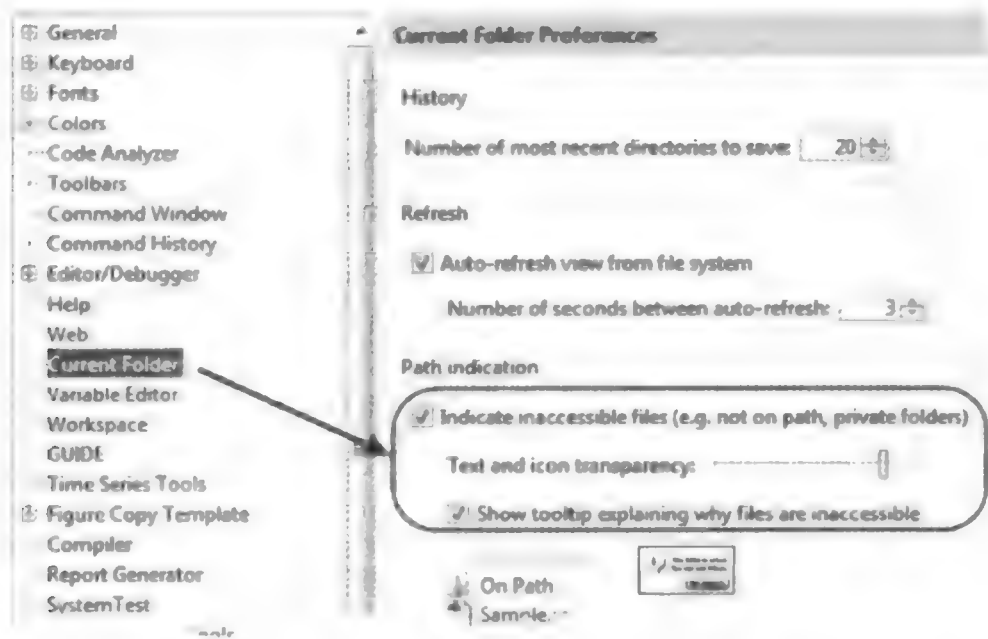 General
Keyboard
Fonts
Colors
Code Analyzer
Toolbars
Command Window
Command History
Editor/Debugger
Help
Web
Current Folder
Variable Editor
Workspace
GUIDE
Time Series Tools
Figure Copy Template
Compiler
Report Generator
SystemTest
Current Folder Preferences
History
Number of most recent directories to save: 20
Refresh
Auto-refresh view from file system
Number of seconds between auto-refresh: 3
Path indication
Indicate inaccessible files (e.g. not on path, private folders)
Text and icon transparency:
Show tooltip explaining why files are inaccessible
On Path
Sample